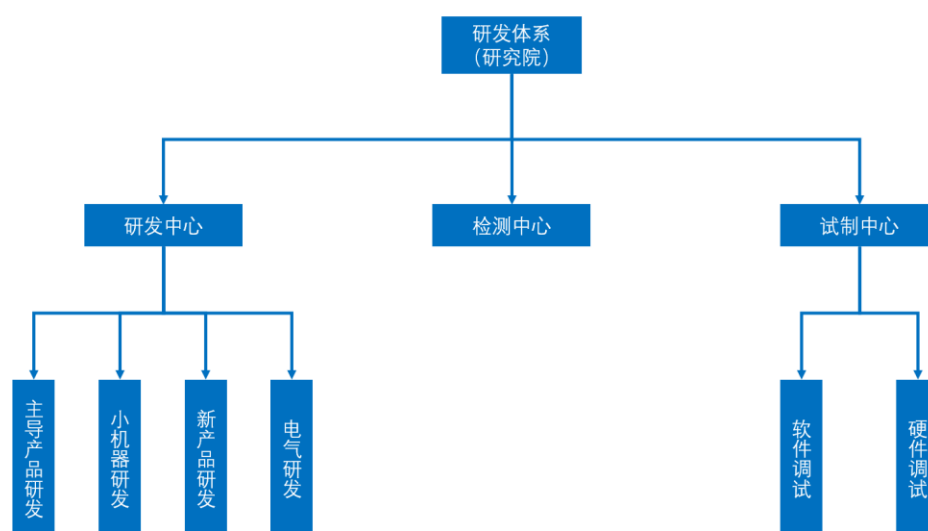 研发体系
（研究院）
研发中心
检测中心
试制中心
主导产品研发
小机器研发
新产品研发
电气研发
软件调试
硬件调试